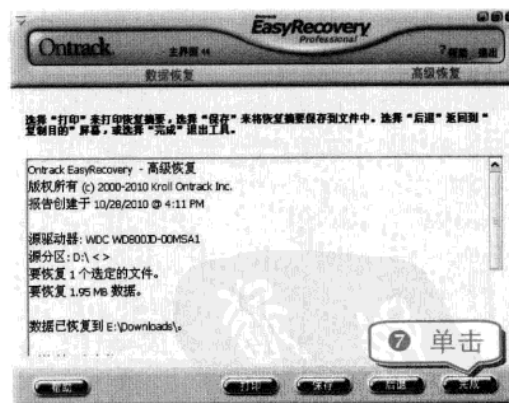 EasyRecovery
Professional
Ontrack
主界面
?帮助 退出
数据恢复
高级恢复
选择“打印”来打印恢复摘要，选择“保存”来将恢复摘要保存到文件中。选择“后退”返回到“
复制目的”屏幕，或选择“完成”退出工具。
Ontrack EasyRecovery - 高级恢复
版权所有 (c) 2000-2010 Kroll Ontrack Inc.
报告创建于 10/28/2010 @ 4:11 PM
源驱动器: WDC WD800JD-00MSA1
源分区: D:\ < >
要恢复 1 个选定的文件。
要恢复 1.95 MB 数据。
数据已恢复到 E:\Downloads\。
❼ 单击
帮助
打印
保存
后退
完成